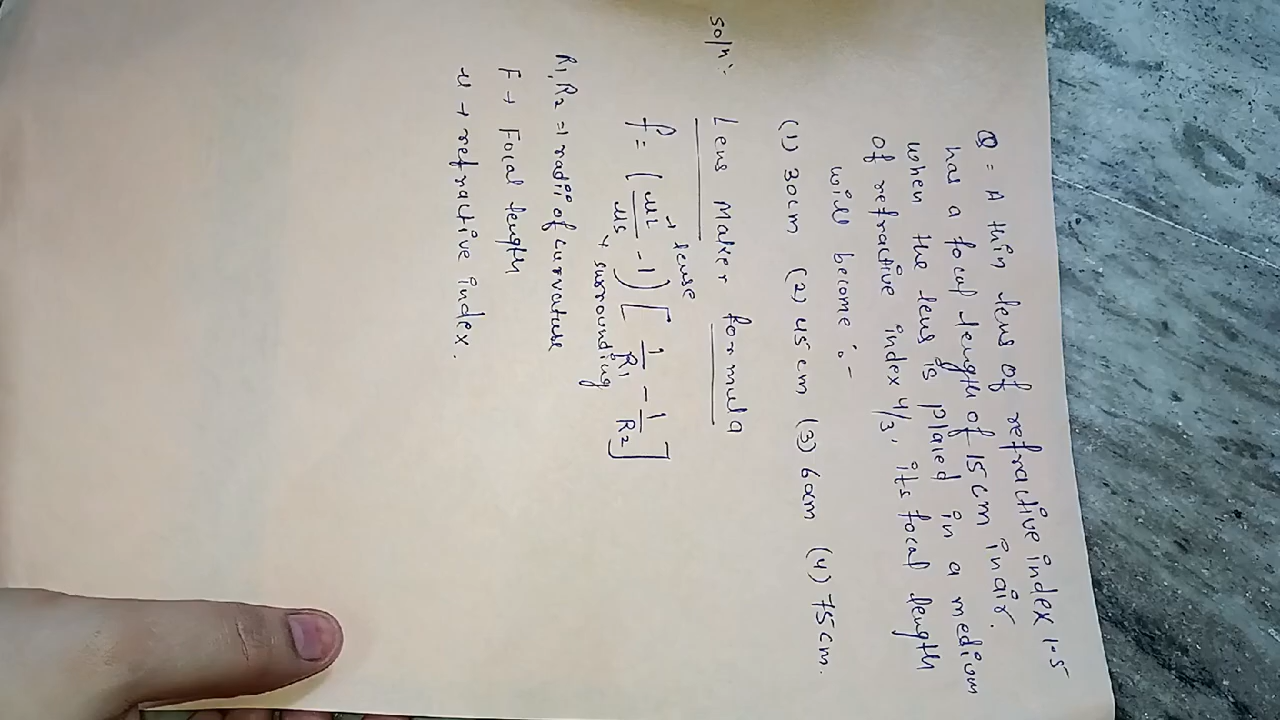 Q = A thin lens of refractive index 1.5
has a focal length of 15 cm in air.
when the lens is placed in a medium
of refractive index 4/3, its focal length
will become :-
(1) 30cm (2) 45cm (3) 60cm (4) 75cm.
Soln:- Lens Maker formula
→ lense
f = (μL/μs - 1) [1/R1 - 1/R2]
→ surrounding
R1, R2 ⇒ radii of curvature
F → Focal length
μ → refractive index.